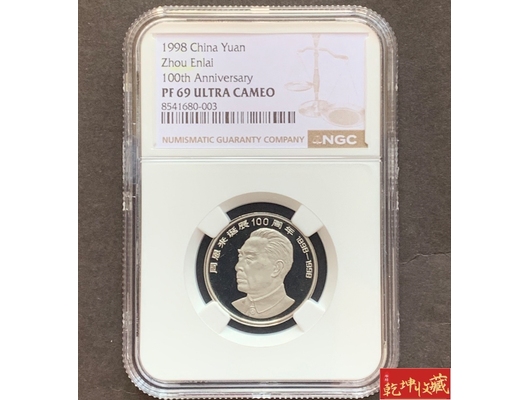 1998 China Yuan
Zhou Enlai
100th Anniversary
PF 69 ULTRA CAMEO
8541680-003
NUMISMATIC GUARANTY COMPANY
NGC
周恩来诞辰100周年 1898-1998
乾坤收藏